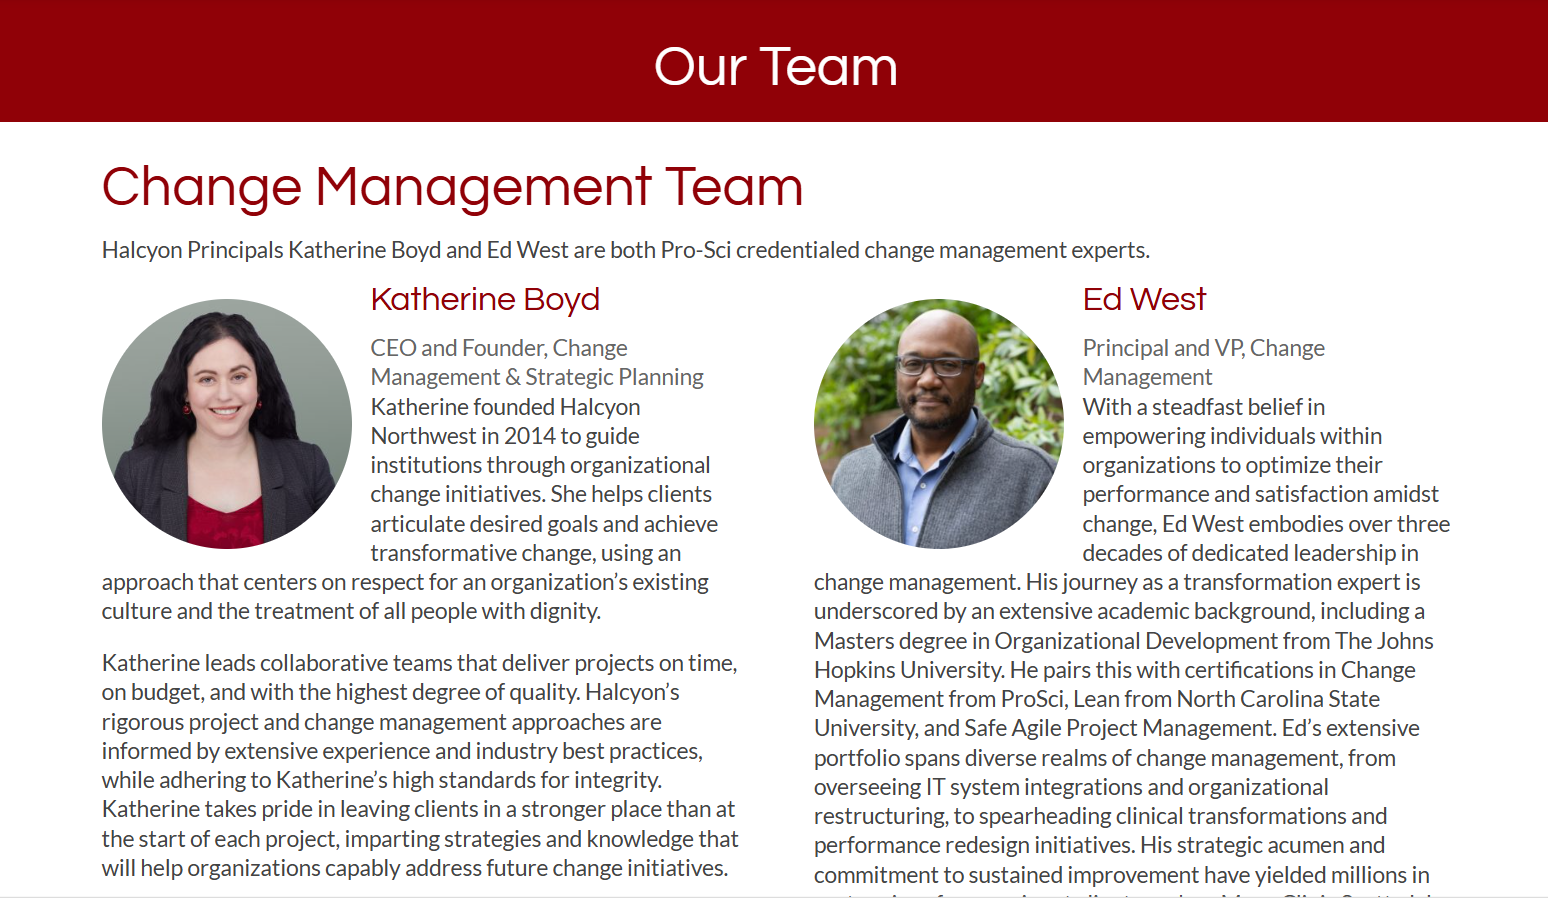 Our Team
Change Management Team
Halcyon Principals Katherine Boyd and Ed West are both Pro-Sci credentialed change management experts.
Katherine Boyd
CEO and Founder, Change
Management & Strategic Planning
Katherine founded Halcyon
Northwest in 2014 to guide
institutions through organizational
change initiatives. She helps clients
articulate desired goals and achieve
transformative change, using an
approach that centers on respect for an organization’s existing
culture and the treatment of all people with dignity.
Katherine leads collaborative teams that deliver projects on time,
on budget, and with the highest degree of quality. Halcyon’s
rigorous project and change management approaches are
informed by extensive experience and industry best practices,
while adhering to Katherine’s high standards for integrity.
Katherine takes pride in leaving clients in a stronger place than at
the start of each project, imparting strategies and knowledge that
will help organizations capably address future change initiatives.
Ed West
Principal and VP, Change
Management
With a steadfast belief in
empowering individuals within
organizations to optimize their
performance and satisfaction amidst
change, Ed West embodies over three
decades of dedicated leadership in
change management. His journey as a transformation expert is
underscored by an extensive academic background, including a
Masters degree in Organizational Development from The Johns
Hopkins University. He pairs this with certifications in Change
Management from ProSci, Lean from North Carolina State
University, and Safe Agile Project Management. Ed’s extensive
portfolio spans diverse realms of change management, from
overseeing IT system integrations and organizational
restructuring, to spearheading clinical transformations and
performance redesign initiatives. His strategic acumen and
commitment to sustained improvement have yielded millions in